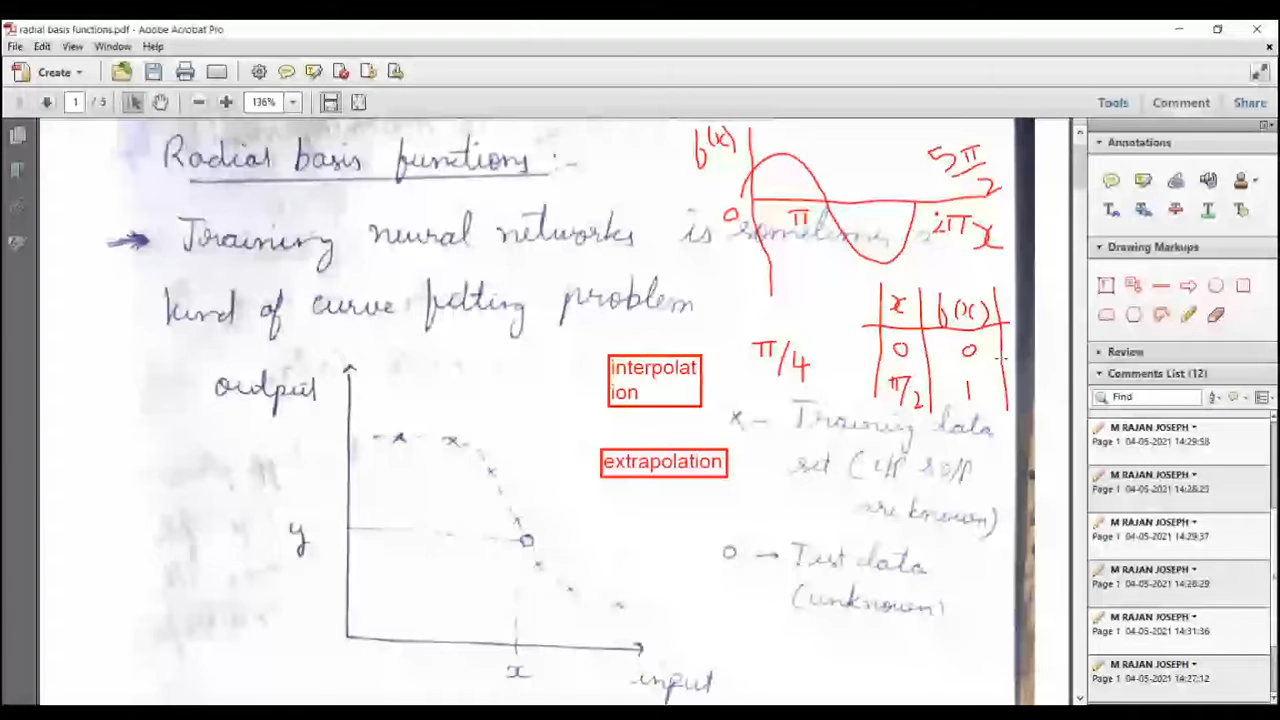 radial basis functions.pdf - Adobe Acrobat Pro
File Edit View Window Help
Create
1 / 5 136% Tools Comment Share
Radial basis functions :-
→ Training neural networks is sometimes a
kind of curve fitting problem
f(x)
0 π 2π x
5π/2
x f(x)
0 0
π/2 1
π/4
interpolat
ion
extrapolation
output
y
x
input
x - Training data
set (i/p & o/p
are known)
o → Test data
(unknown)
Annotations
Drawing Markups
Review
Comments List (12)
Find
M RAJAN JOSEPH
Page 1 04-05-2021 14:29:58
M RAJAN JOSEPH
Page 1 04-05-2021 14:28:25
M RAJAN JOSEPH
Page 1 04-05-2021 14:29:37
M RAJAN JOSEPH
Page 1 04-05-2021 14:26:29
M RAJAN JOSEPH
Page 1 04-05-2021 14:31:36
M RAJAN JOSEPH
Page 1 04-05-2021 14:27:12